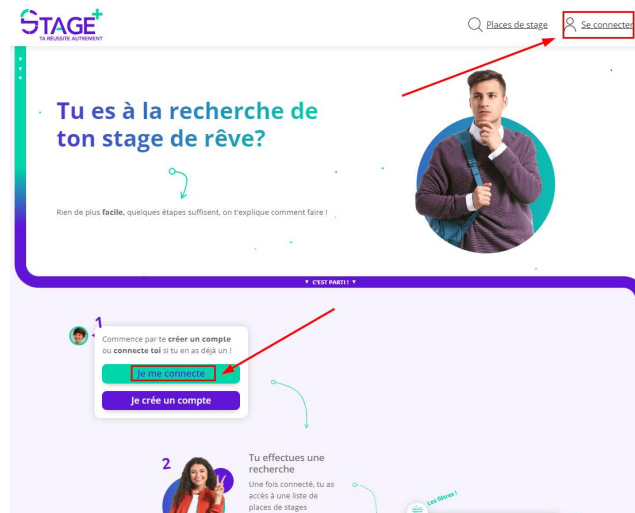 STAGE+
TA RÉUSSITE AUTREMENT
Places de stage
Se connecter
Tu es à la recherche de
ton stage de rêve?
Rien de plus facile, quelques étapes suffisent, on t'explique comment faire !
C'EST PARTI !
1
Commence par te créer un compte
ou connecte toi si tu en as déjà un !
Je me connecte
Je crée un compte
2
Tu effectues une
recherche
Une fois connecté, tu as
accès à une liste de
places de stages
Les filtres !